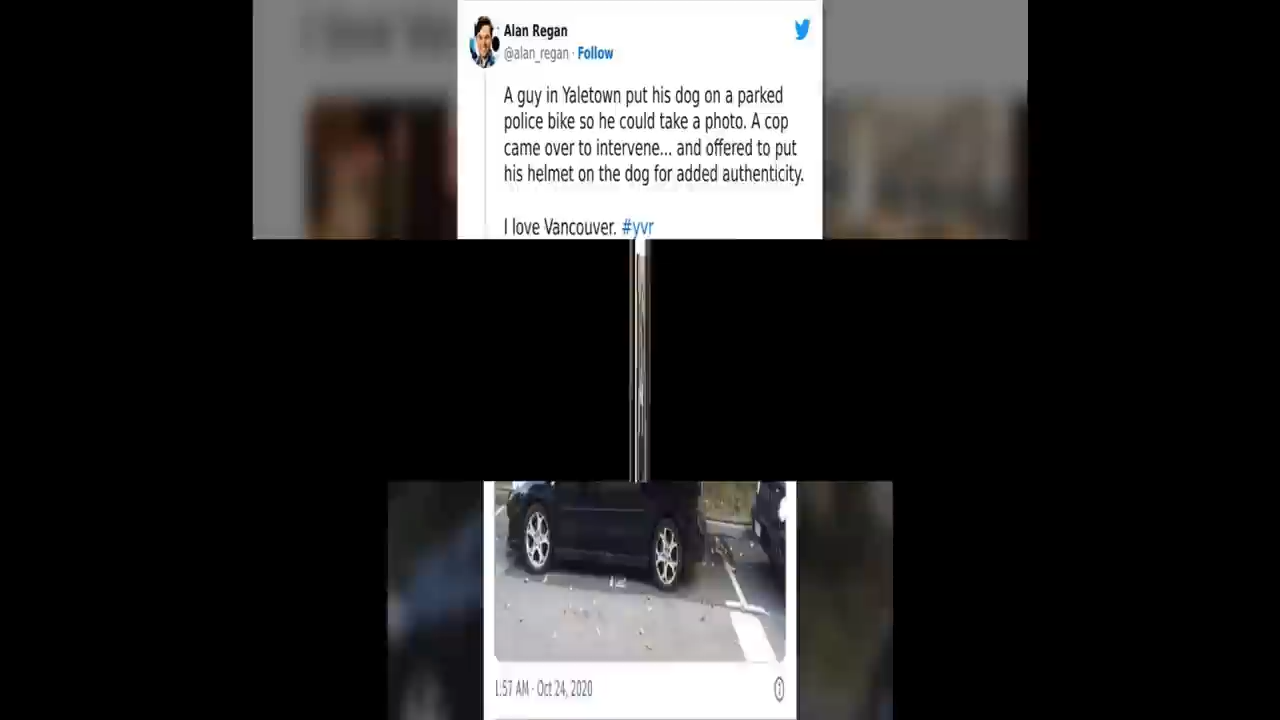 Alan Regan
@alan_regan · Follow
A guy in Yaletown put his dog on a parked
police bike so he could take a photo. A cop
came over to intervene... and offered to put
his helmet on the dog for added authenticity.
I love Vancouver. #yvr
1:57 AM · Oct 24, 2020